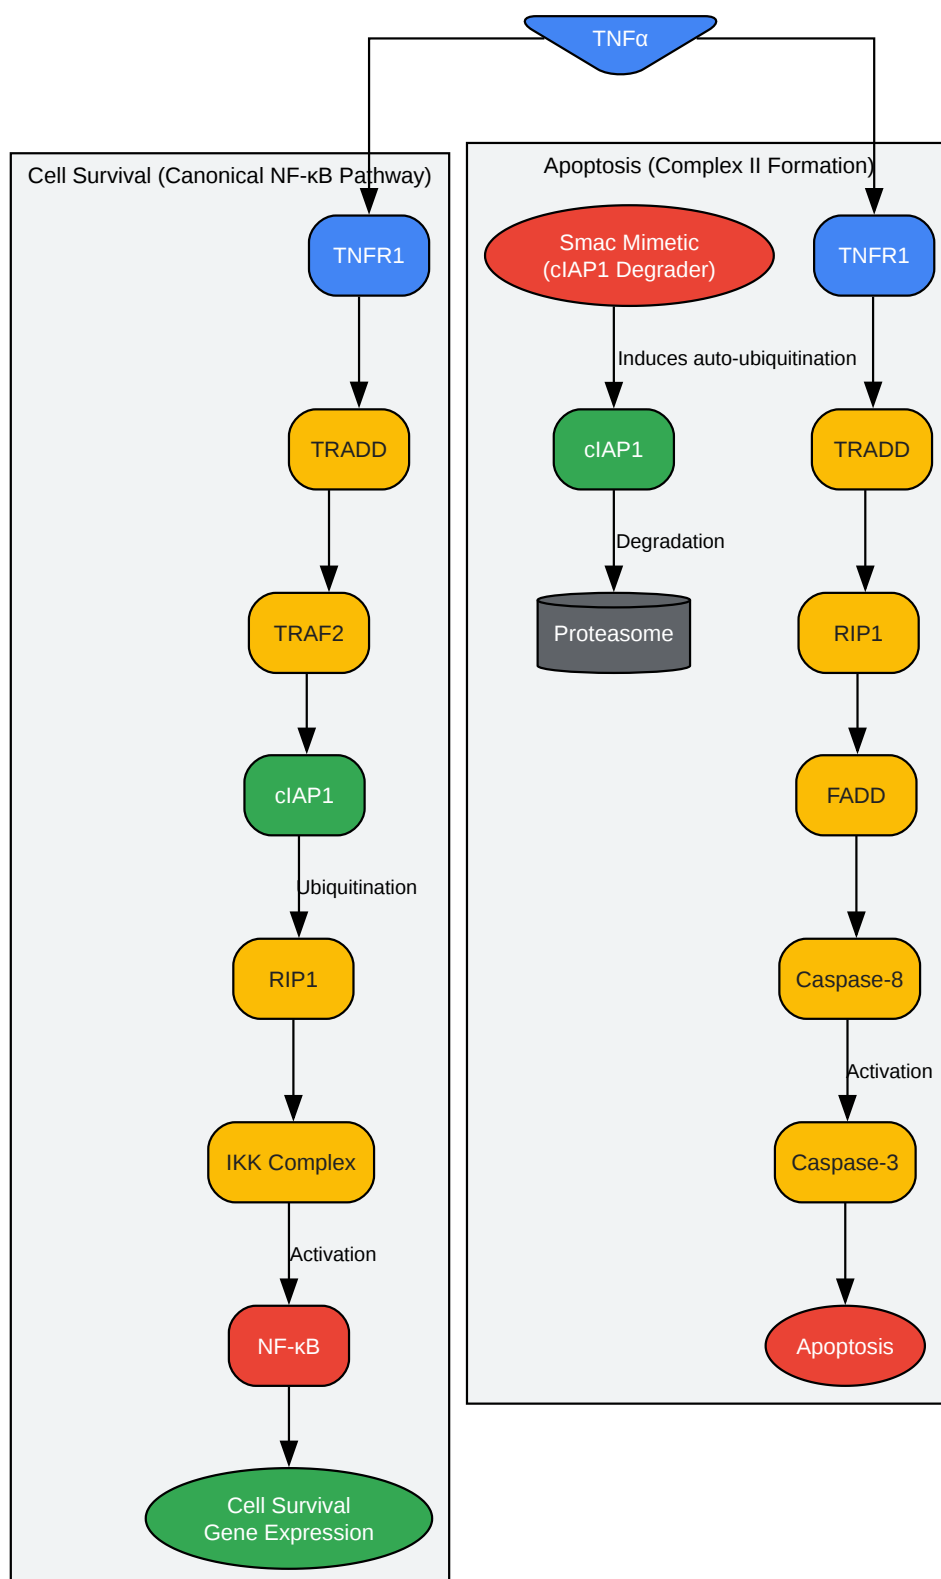 TNFα
Cell Survival (Canonical NF-κB Pathway)
TNFR1
TRADD
TRAF2
cIAP1
Ubiquitination
RIP1
IKK Complex
Activation
NF-κB
Cell Survival
Gene Expression
Apoptosis (Complex II Formation)
Smac Mimetic
(cIAP1 Degrader)
Induces auto-ubiquitination
cIAP1
Degradation
Proteasome
TNFR1
TRADD
RIP1
FADD
Caspase-8
Activation
Caspase-3
Apoptosis